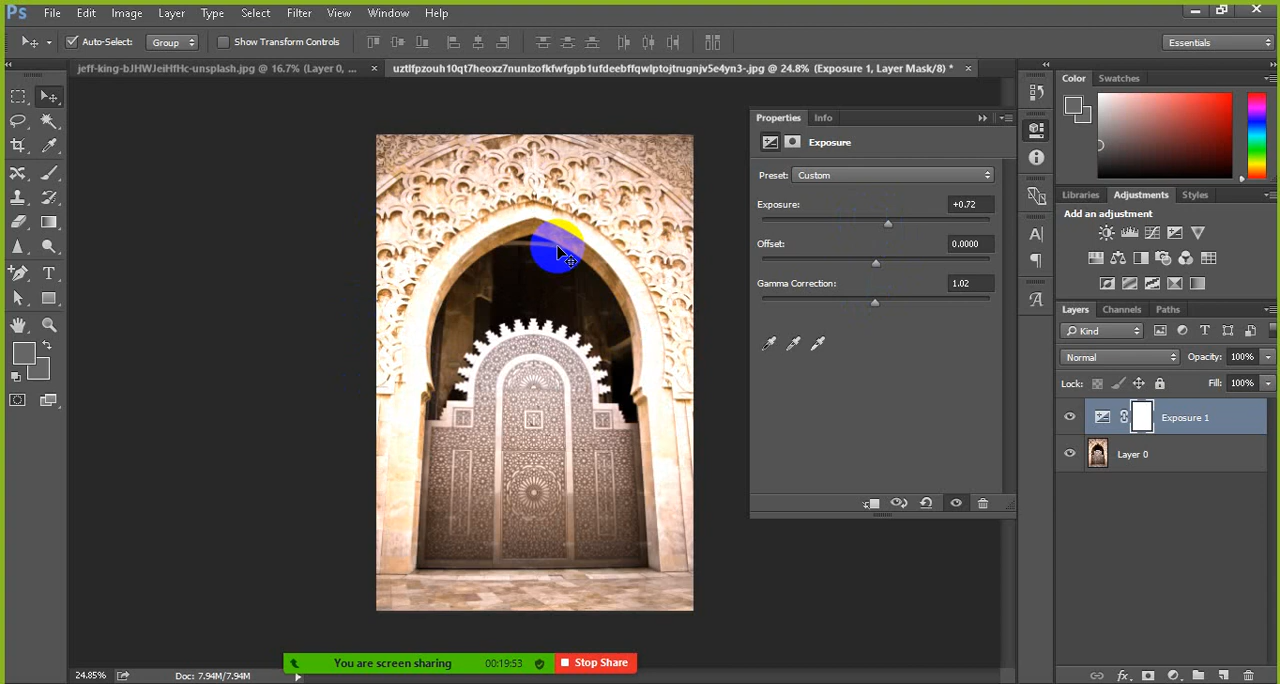 Ps File Edit Image Layer Type Select Filter View Window Help
Auto-Select: Group Show Transform Controls Essentials
jeff-king-bJHWJeiHfHc-unsplash.jpg @ 16.7% (Layer 0, ... × uztlfpzouh10qt7heoxz7nunlzofkfwfgpb1ufdeebffqwlptojtrugnjv5e4yn3-.jpg @ 24.8% (Exposure 1, Layer Mask/8) * ×
Properties Info
Exposure
Preset: Custom
Exposure: +0.72
Offset: 0.0000
Gamma Correction: 1.02
Color Swatches
Libraries Adjustments Styles
Add an adjustment
Layers Channels Paths
Kind
Normal Opacity: 100%
Lock: Fill: 100%
Exposure 1
Layer 0
You are screen sharing 00:19:53 Stop Share
24.85% Doc: 7.94M/7.94M